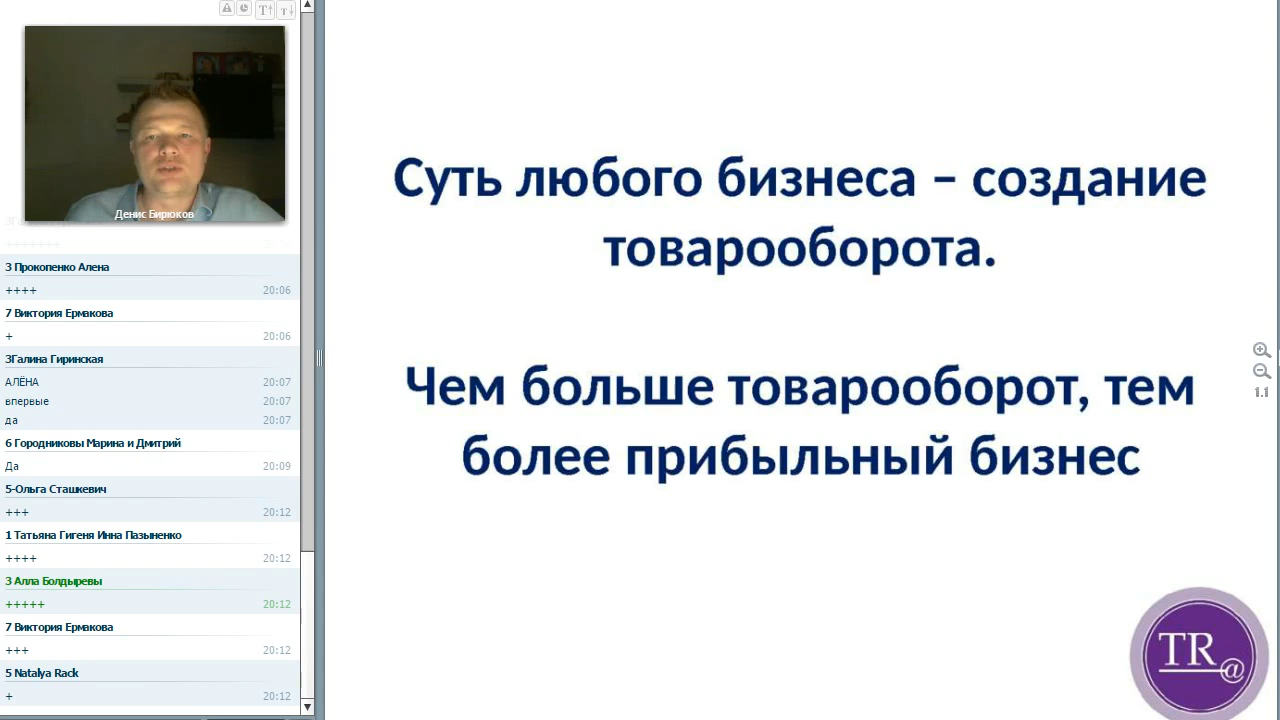 Денис Бирюков
3 Прокопенко Алена
++++ 20:06
7 Виктория Ермакова
+ 20:06
3Галина Гиринская
АЛЁНА 20:07
впервые 20:07
да 20:07
6 Городниковы Марина и Дмитрий
Да 20:09
5-Ольга Сташкевич
+++ 20:12
1 Татьяна Гигеня Инна Пазыненко
++++ 20:12
3 Алла Болдыревы
+++++ 20:12
7 Виктория Ермакова
+++ 20:12
5 Natalya Rack
+ 20:12
Суть любого бизнеса – создание
товарооборота.
Чем больше товарооборот, тем
более прибыльный бизнес
1.1
TR@